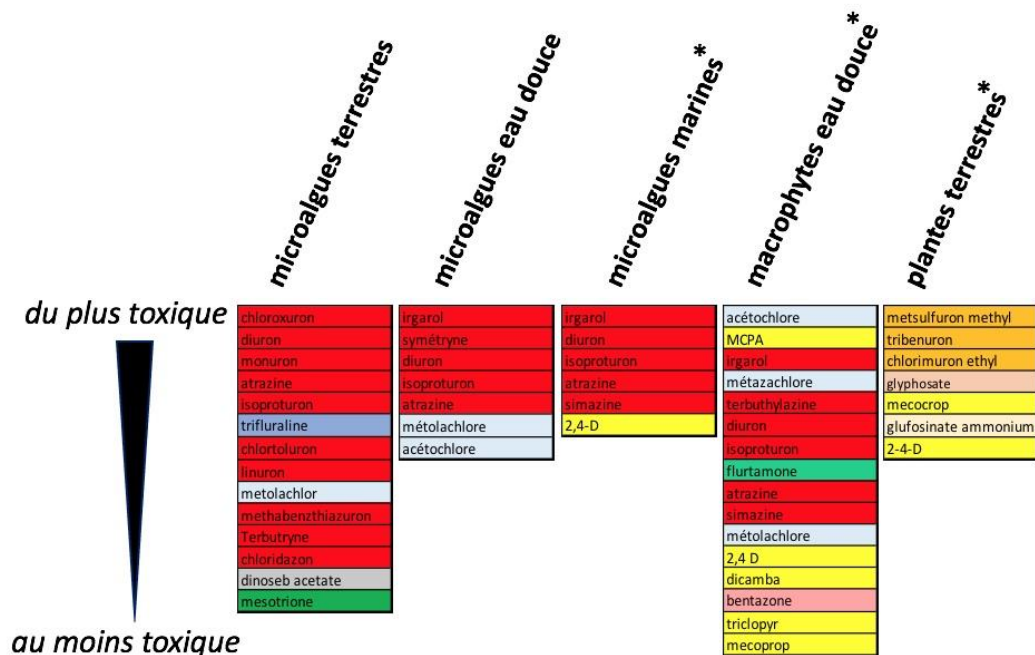 microalgues terrestres
microalgues eau douce
microalgues marines*
macrophytes eau douce*
plantes terrestres*
du plus toxique
au moins toxique
chloroxuron
diuron
monuron
atrazine
isoproturon
trifluraline
chlortoluron
linuron
metolachlor
methabenzthiazuron
Terbutryne
chloridazon
dinoseb acetate
mesotrione
irgarol
symétryne
diuron
isoproturon
atrazine
métolachlore
acétochlore
irgarol
diuron
isoproturon
atrazine
simazine
2,4-D
acétochlore
MCPA
irgarol
métazachlore
terbuthylazine
diuron
isoproturon
flurtamone
atrazine
simazine
métolachlore
2,4 D
dicamba
bentazone
triclopyr
mecoprop
metsulfuron methyl
tribenuron
chlorimuron ethyl
glyphosate
mecocrop
glufosinate ammonium
2-4-D